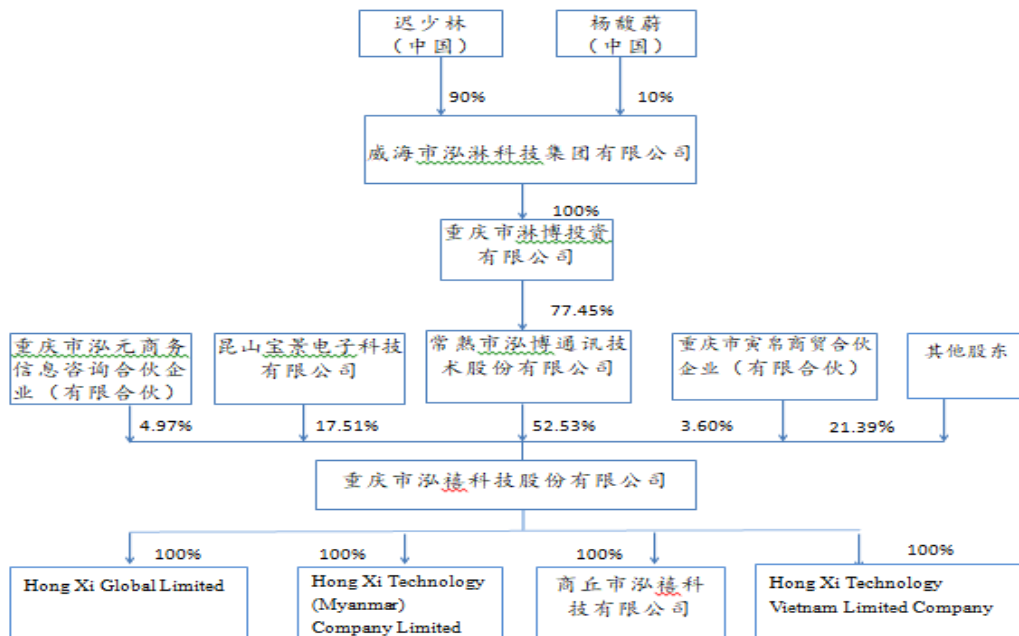 迟少林
（中国）
杨馥蔚
（中国）
90%
10%
威海市泓淋科技集团有限公司
100%
重庆市淋博投资
有限公司
77.45%
重庆市泓元商务
信息咨询合伙企
业（有限合伙）
昆山宝景电子科技
有限公司
常熟市泓博通讯技
术股份有限公司
重庆市寅帛商贸合伙
企业（有限合伙）
其他股东
4.97%
17.51%
52.53%
3.60%
21.39%
重庆市泓禧科技股份有限公司
100%
100%
100%
100%
Hong Xi Global Limited
Hong Xi Technology
(Myanmar)
Company Limited
商丘市泓禧科
技有限公司
Hong Xi Technology
Vietnam Limited Company